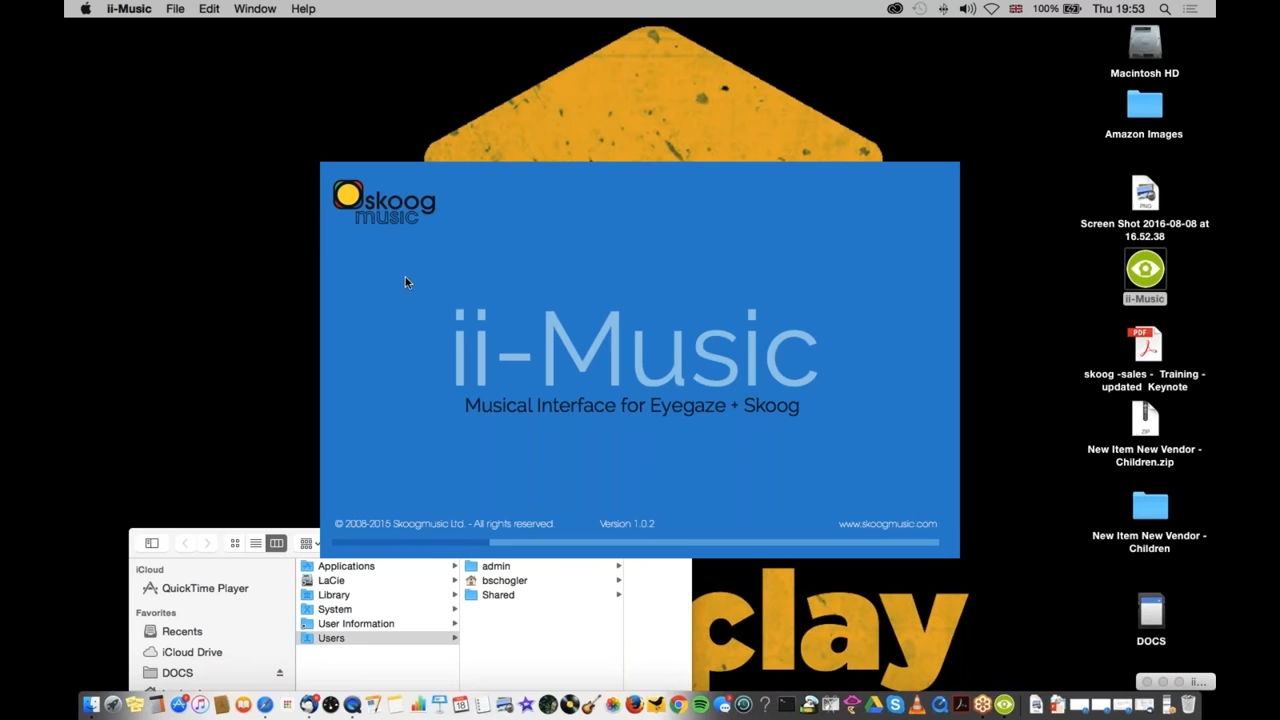 ii-Music File Edit Window Help 100% Thu 19:53
Macintosh HD
Amazon Images
PNG
Screen Shot 2016-08-08 at
16.52.38
ii-Music
PDF
skoog -sales - Training -
updated Keynote
ZIP
New Item New Vendor -
Children.zip
New Item New Vendor -
Children
DOCS
ii...
skoog
music
ii-Music
Musical Interface for Eyegaze + Skoog
© 2008-2015 Skoogmusic Ltd. - All rights reserved. Version 1.0.2 www.skoogmusic.com
iCloud
QuickTime Player
Favorites
Recents
iCloud Drive
DOCS
Applications
LaCie
Library
System
User Information
Users
admin
bschogler
Shared
clay